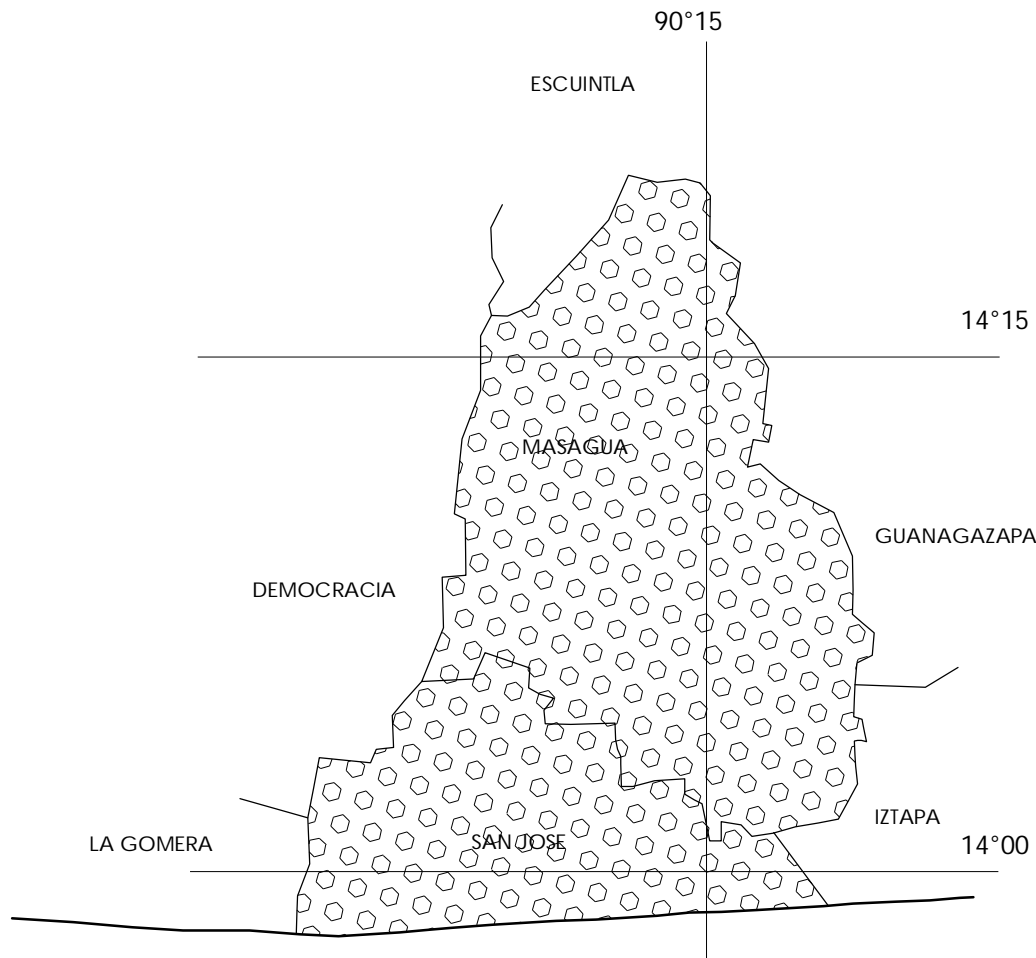 90°15
ESCUINTLA
14°15
MASAGUA
GUANAGAZAPA
DEMOCRACIA
IZTAPA
LA GOMERA
SAN JOSE
14°00